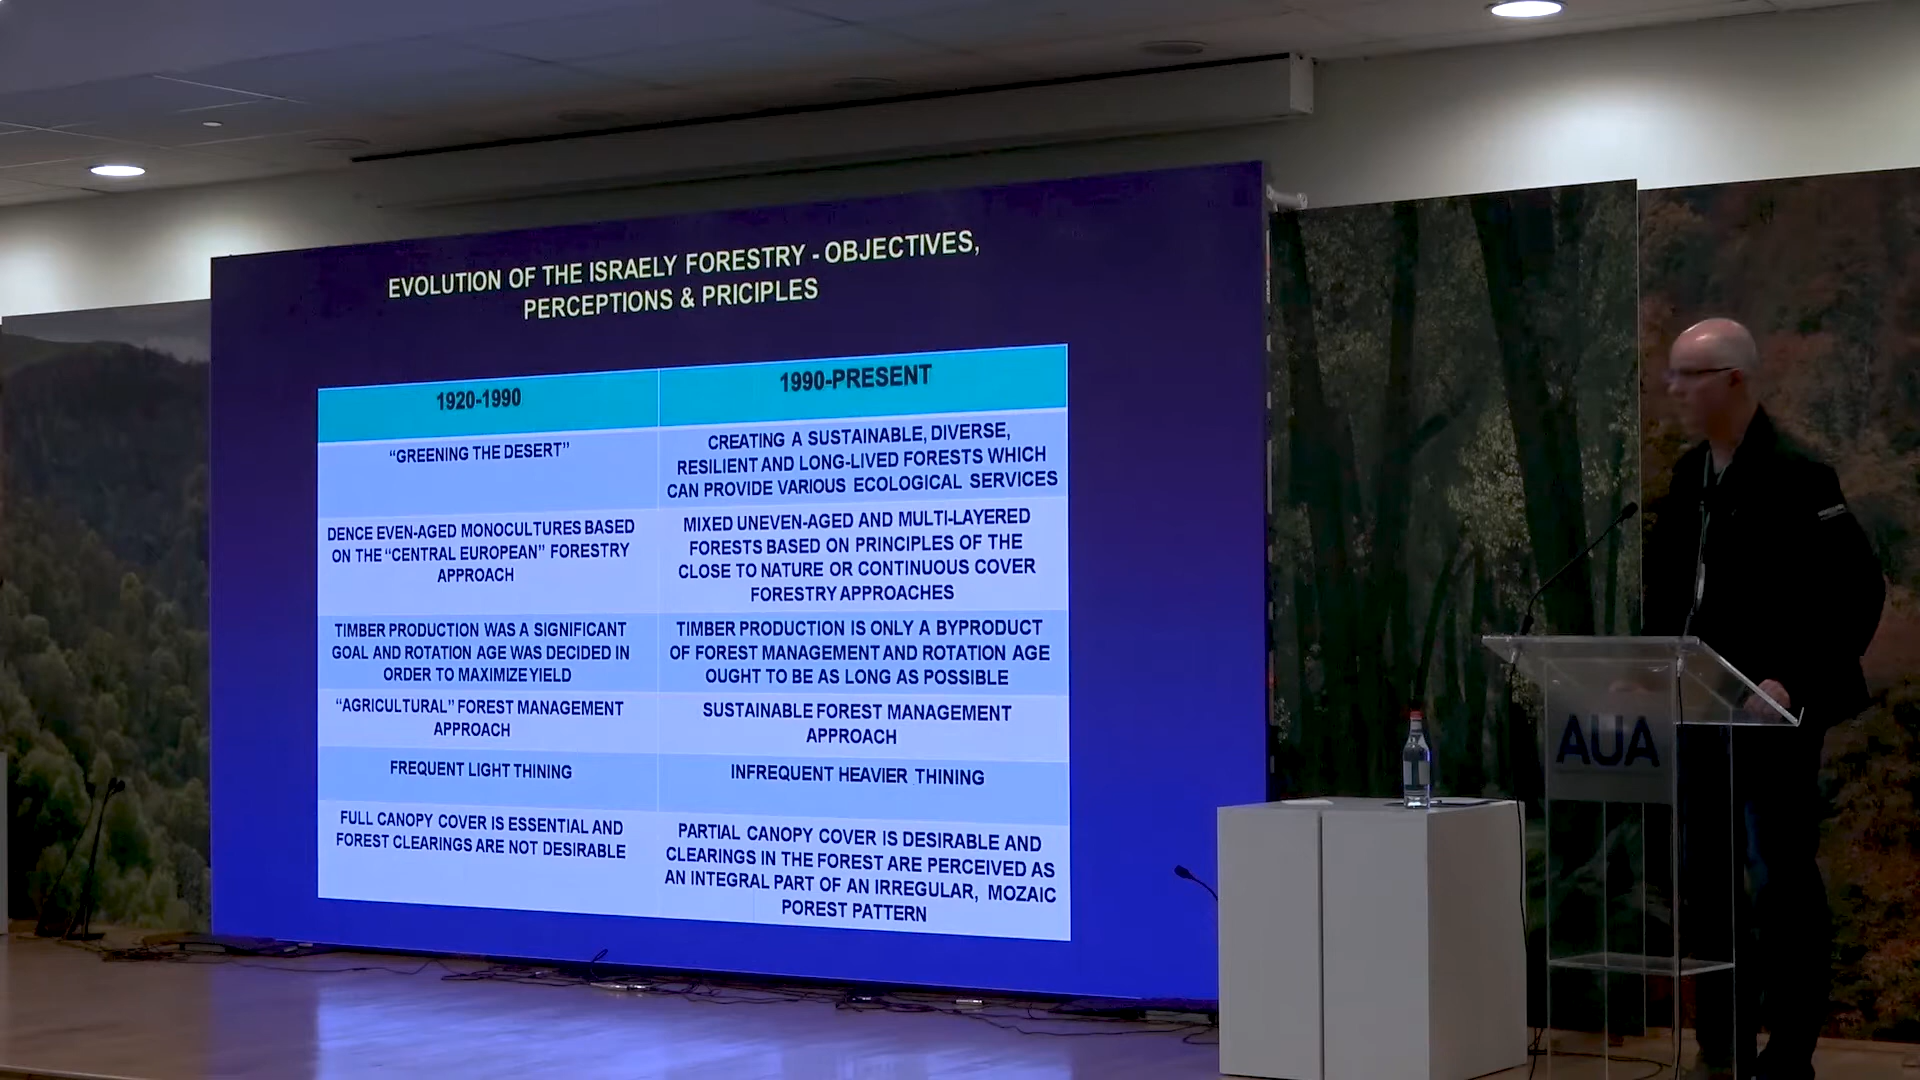 EVOLUTION OF THE ISRAELY FORESTRY - OBJECTIVES,
PERCEPTIONS & PRICIPLES
1920-1990
1990-PRESENT
"GREENING THE DESERT"
CREATING A SUSTAINABLE, DIVERSE,
RESILIENT AND LONG-LIVED FORESTS WHICH
CAN PROVIDE VARIOUS ECOLOGICAL SERVICES
DENCE EVEN-AGED MONOCULTURES BASED
ON THE "CENTRAL EUROPEAN" FORESTRY
APPROACH
MIXED UNEVEN-AGED AND MULTI-LAYERED
FORESTS BASED ON PRINCIPLES OF THE
CLOSE TO NATURE OR CONTINUOUS COVER
FORESTRY APPROACHES
TIMBER PRODUCTION WAS A SIGNIFICANT
GOAL AND ROTATION AGE WAS DECIDED IN
ORDER TO MAXIMIZE YIELD
TIMBER PRODUCTION IS ONLY A BYPRODUCT
OF FOREST MANAGEMENT AND ROTATION AGE
OUGHT TO BE AS LONG AS POSSIBLE
"AGRICULTURAL" FOREST MANAGEMENT
APPROACH
SUSTAINABLE FOREST MANAGEMENT
APPROACH
FREQUENT LIGHT THINING
INFREQUENT HEAVIER THINING
FULL CANOPY COVER IS ESSENTIAL AND
FOREST CLEARINGS ARE NOT DESIRABLE
PARTIAL CANOPY COVER IS DESIRABLE AND
CLEARINGS IN THE FOREST ARE PERCEIVED AS
AN INTEGRAL PART OF AN IRREGULAR, MOZAIC
POREST PATTERN
AUA